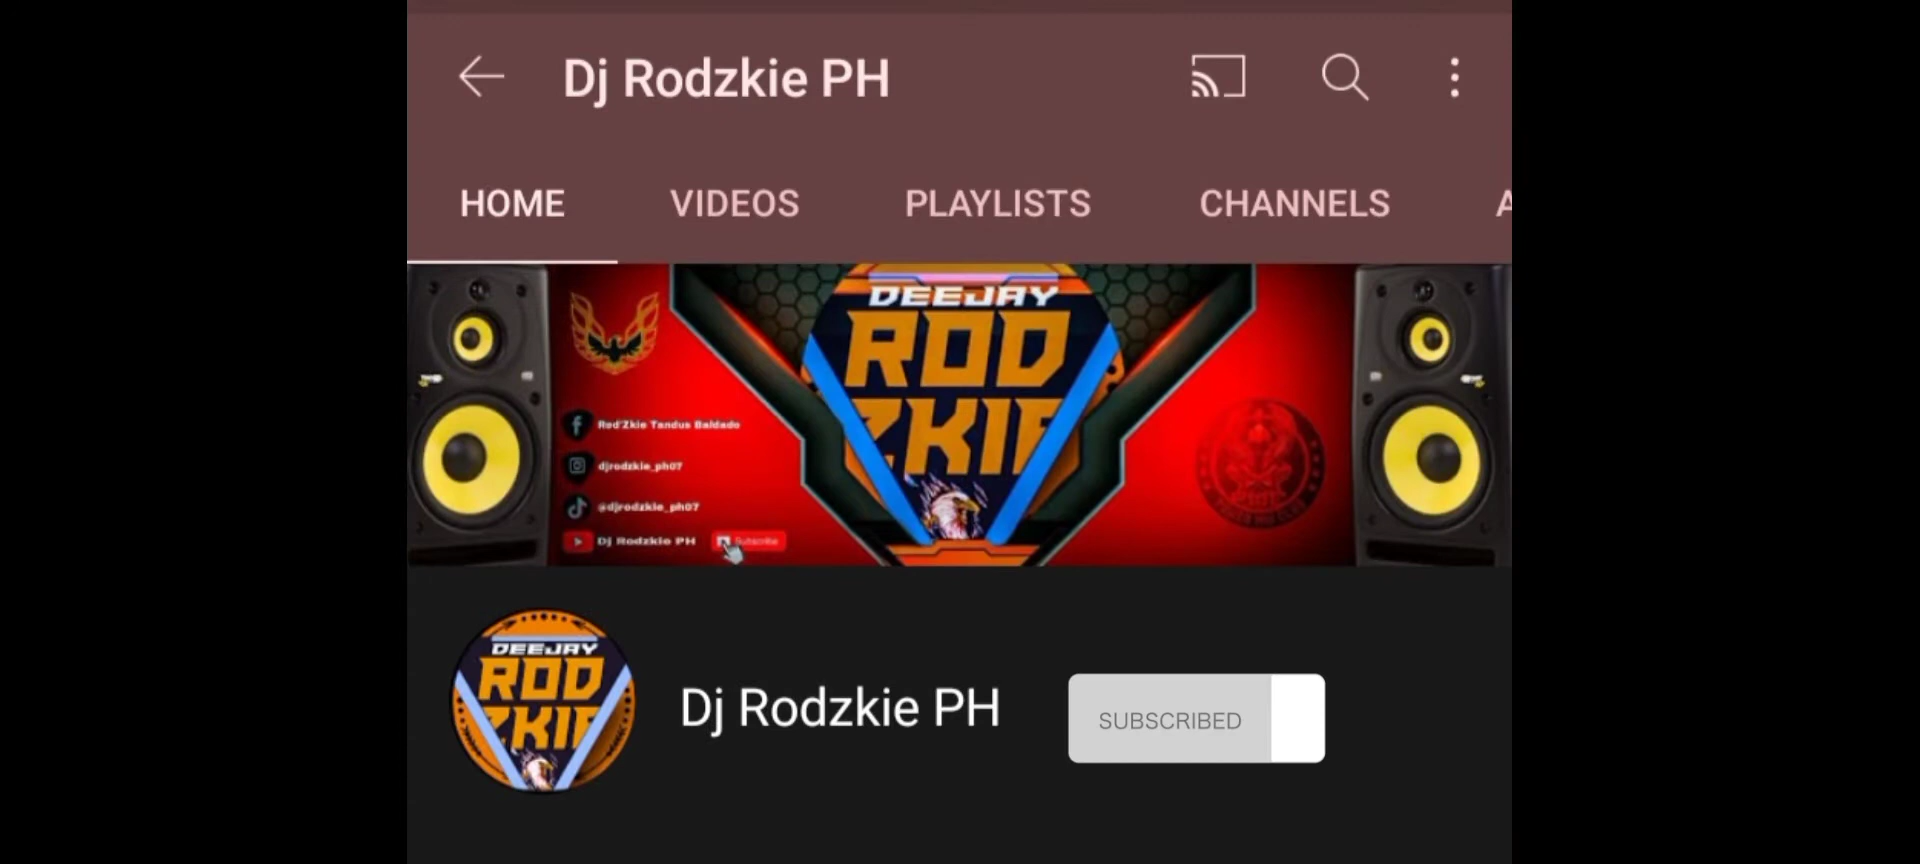 Dj Rodzkie PH
HOME VIDEOS PLAYLISTS CHANNELS A
DEEJAY
ROD
ZKIE
Rod'Zkie Tandus Baldado
djrodzkie_ph07
@djrodzkie_ph07
Dj Rodzkie PH Subscribe
DEEJAY
ROD
ZKIE
Dj Rodzkie PH SUBSCRIBED